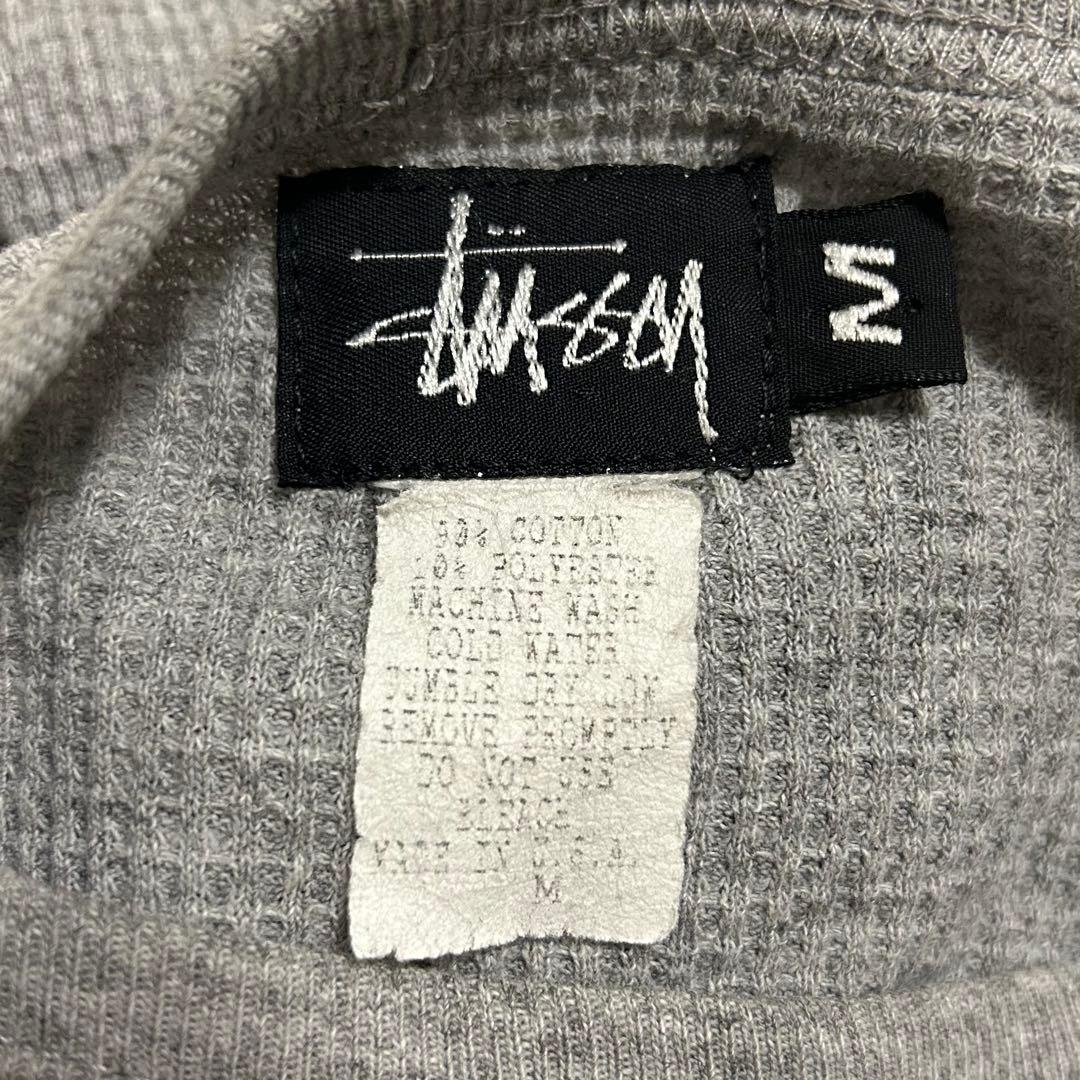 Stüssy
M
90% COTTON
10% POLYESTER
MACHINE WASH
COLD WATER
TUMBLE DRY LOW
REMOVE PROMPTLY
DO NOT USE
BLEACH
MADE IN U.S.A.
M